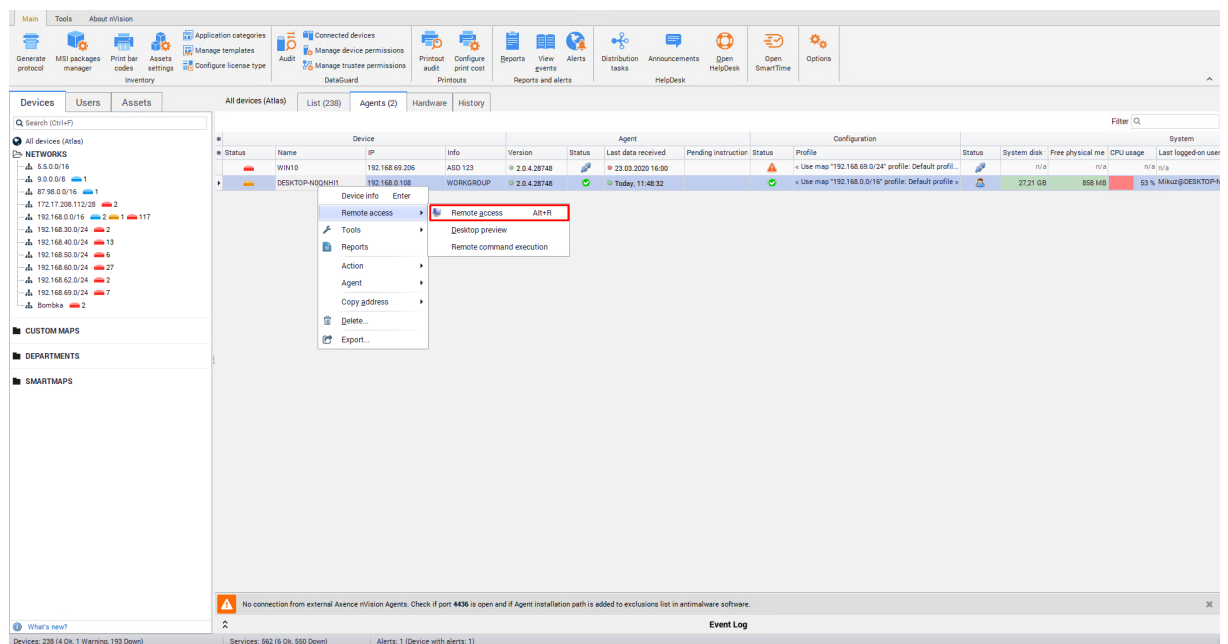 Main Tools About nVision
Generate protocol
MSI packages manager
Print bar codes
Assets settings
Application categories
Manage templates
Configure license type
Inventory
Audit
Connected devices
Manage device permissions
Manage trustee permissions
DataGuard
Printout audit
Configure print cost
Printouts
Reports
View events
Alerts
Reports and alerts
Distribution tasks
Announcements
Open HelpDesk
HelpDesk
Open SmartTime
Options
Devices Users Assets
Search (Ctrl+F)
All devices (Atlas)
NETWORKS
5.5.0.0/16
9.0.0.0/8 1
87.98.0.0/16 1
172.17.208.112/28 2
192.168.0.0/16 2 1 117
192.168.30.0/24 2
192.168.40.0/24 13
192.168.50.0/24 6
192.168.60.0/24 27
192.168.62.0/24 2
192.168.69.0/24 7
Bombka 2
CUSTOM MAPS
DEPARTMENTS
SMARTMAPS
What's new?
All devices (Atlas) List (238) Agents (2) Hardware History
Filter
Device Agent Configuration System
Status Name IP Info Version Status Last data received Pending instruction Status Profile Status System disk Free physical me CPU usage Last logged-on user
WIN10 192.168.69.206 ASD 123 2.0.4.28748 23.03.2020 16:00 < Use map "192.168.69.0/24" profile: Default profil... n/a n/a n/a n/a
DESKTOP-N0QNHI1 192.168.0.108 WORKGROUP 2.0.4.28748 Today, 11:48:32 < Use map "192.168.0.0/16" profile: Default profile > 27,21 GB 858 MB 53 % Mikuz@DESKTOP-N
Device info Enter
Remote access
Tools
Reports
Action
Agent
Copy address
Delete...
Export...
Remote access Alt+R
Desktop preview
Remote command execution
No connection from external Axence nVision Agents. Check if port 4436 is open and if Agent installation path is added to exclusions list in antimalware software.
Event Log
Devices: 238 (4 Ok, 1 Warning, 193 Down) Services: 562 (6 Ok, 550 Down) Alerts: 1 (Device with alerts: 1)